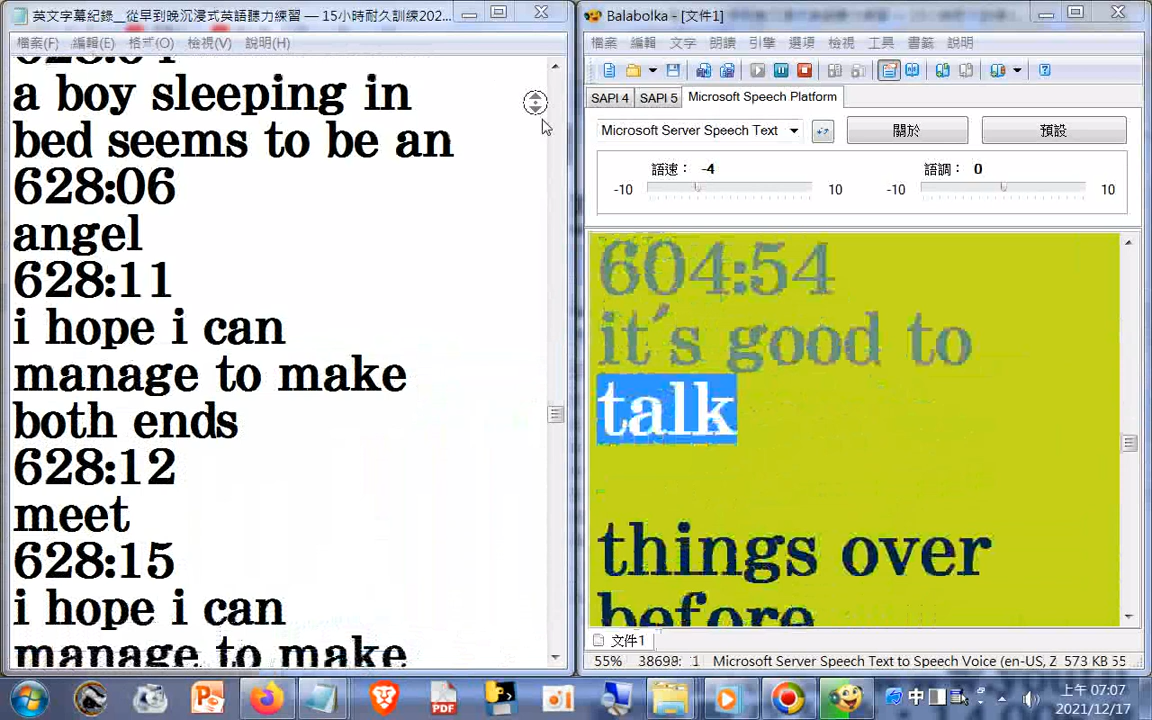 英文字幕紀錄__從早到晚沉浸式英語聽力練習 — 15小時耐久訓練202...
檔案(F) 編輯(E) 格式(O) 檢視(V) 說明(H)
a boy sleeping in
bed seems to be an
628:06
angel
628:11
i hope i can
manage to make
both ends
628:12
meet
628:15
i hope i can
manage to make
Balabolka - [文件1]
檔案 編輯 文字 朗讀 引擎 選項 檢視 工具 書籤 說明
SAPI 4 SAPI 5 Microsoft Speech Platform
Microsoft Server Speech Text 關於 預設
語速： -4 語調： 0
-10 10 -10 10
604:54
it´s good to
talk
things over
before
文件1
55% 38698: 1 Microsoft Server Speech Text to Speech Voice (en-US, Z 573 KB 55
PDF
中
上午 07:07
2021/12/17